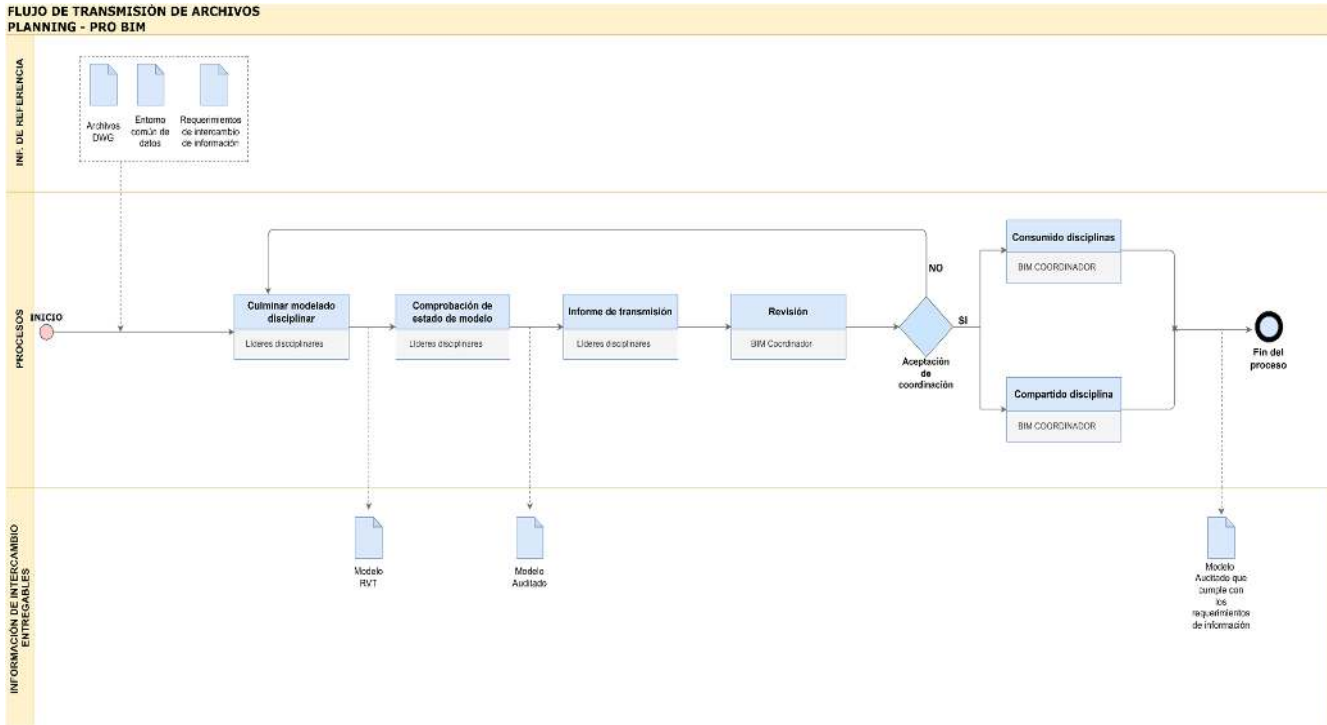 FLUJO DE TRANSMISIÓN DE ARCHIVOS
PLANNING - PRO BIM
INF. DE REFERENCIA
Archivos
DWG
Entorno
común de
datos
Requerimientos
de intercambio
de información
PROCESOS
INICIO
Culminar modelado
disciplinar
Líderes disciplinares
Comprobación de
estado de modelo
Líderes disciplinares
Informe de transmisión
Líderes disciplinares
Revisión
BIM Coordinador
NO
SI
Aceptación
de
coordinación
Consumido disciplinas
BIM COORDINADOR
Compartido disciplina
BIM COORDINADOR
Fin del
proceso
INFORMACIÓN DE INTERCAMBIO
ENTREGABLES
Modelo
RVT
Modelo
Auditado
Modelo
Auditado que
cumple con
los
requerimientos
de información